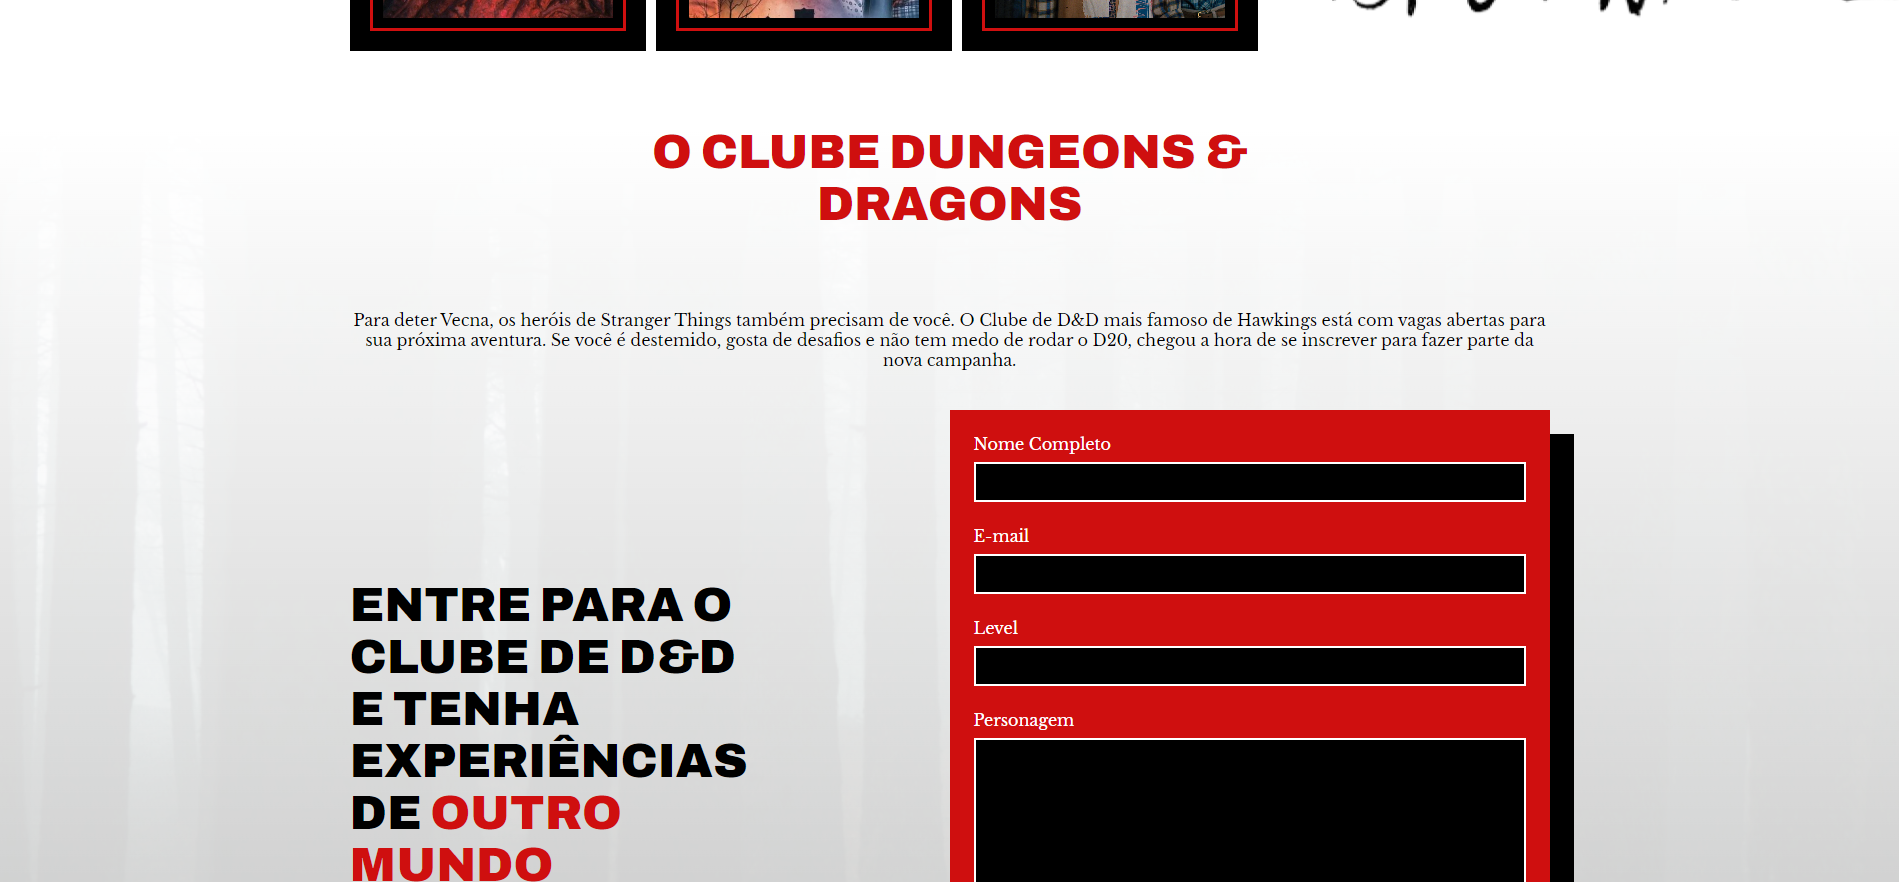 O CLUBE DUNGEONS &
DRAGONS
Para deter Vecna, os heróis de Stranger Things também precisam de você. O Clube de D&D mais famoso de Hawkings está com vagas abertas para
sua próxima aventura. Se você é destemido, gosta de desafios e não tem medo de rodar o D20, chegou a hora de se inscrever para fazer parte da
nova campanha.
ENTRE PARA O
CLUBE DE D&D
E TENHA
EXPERIÊNCIAS
DE OUTRO
MUNDO
Nome Completo
E-mail
Level
Personagem